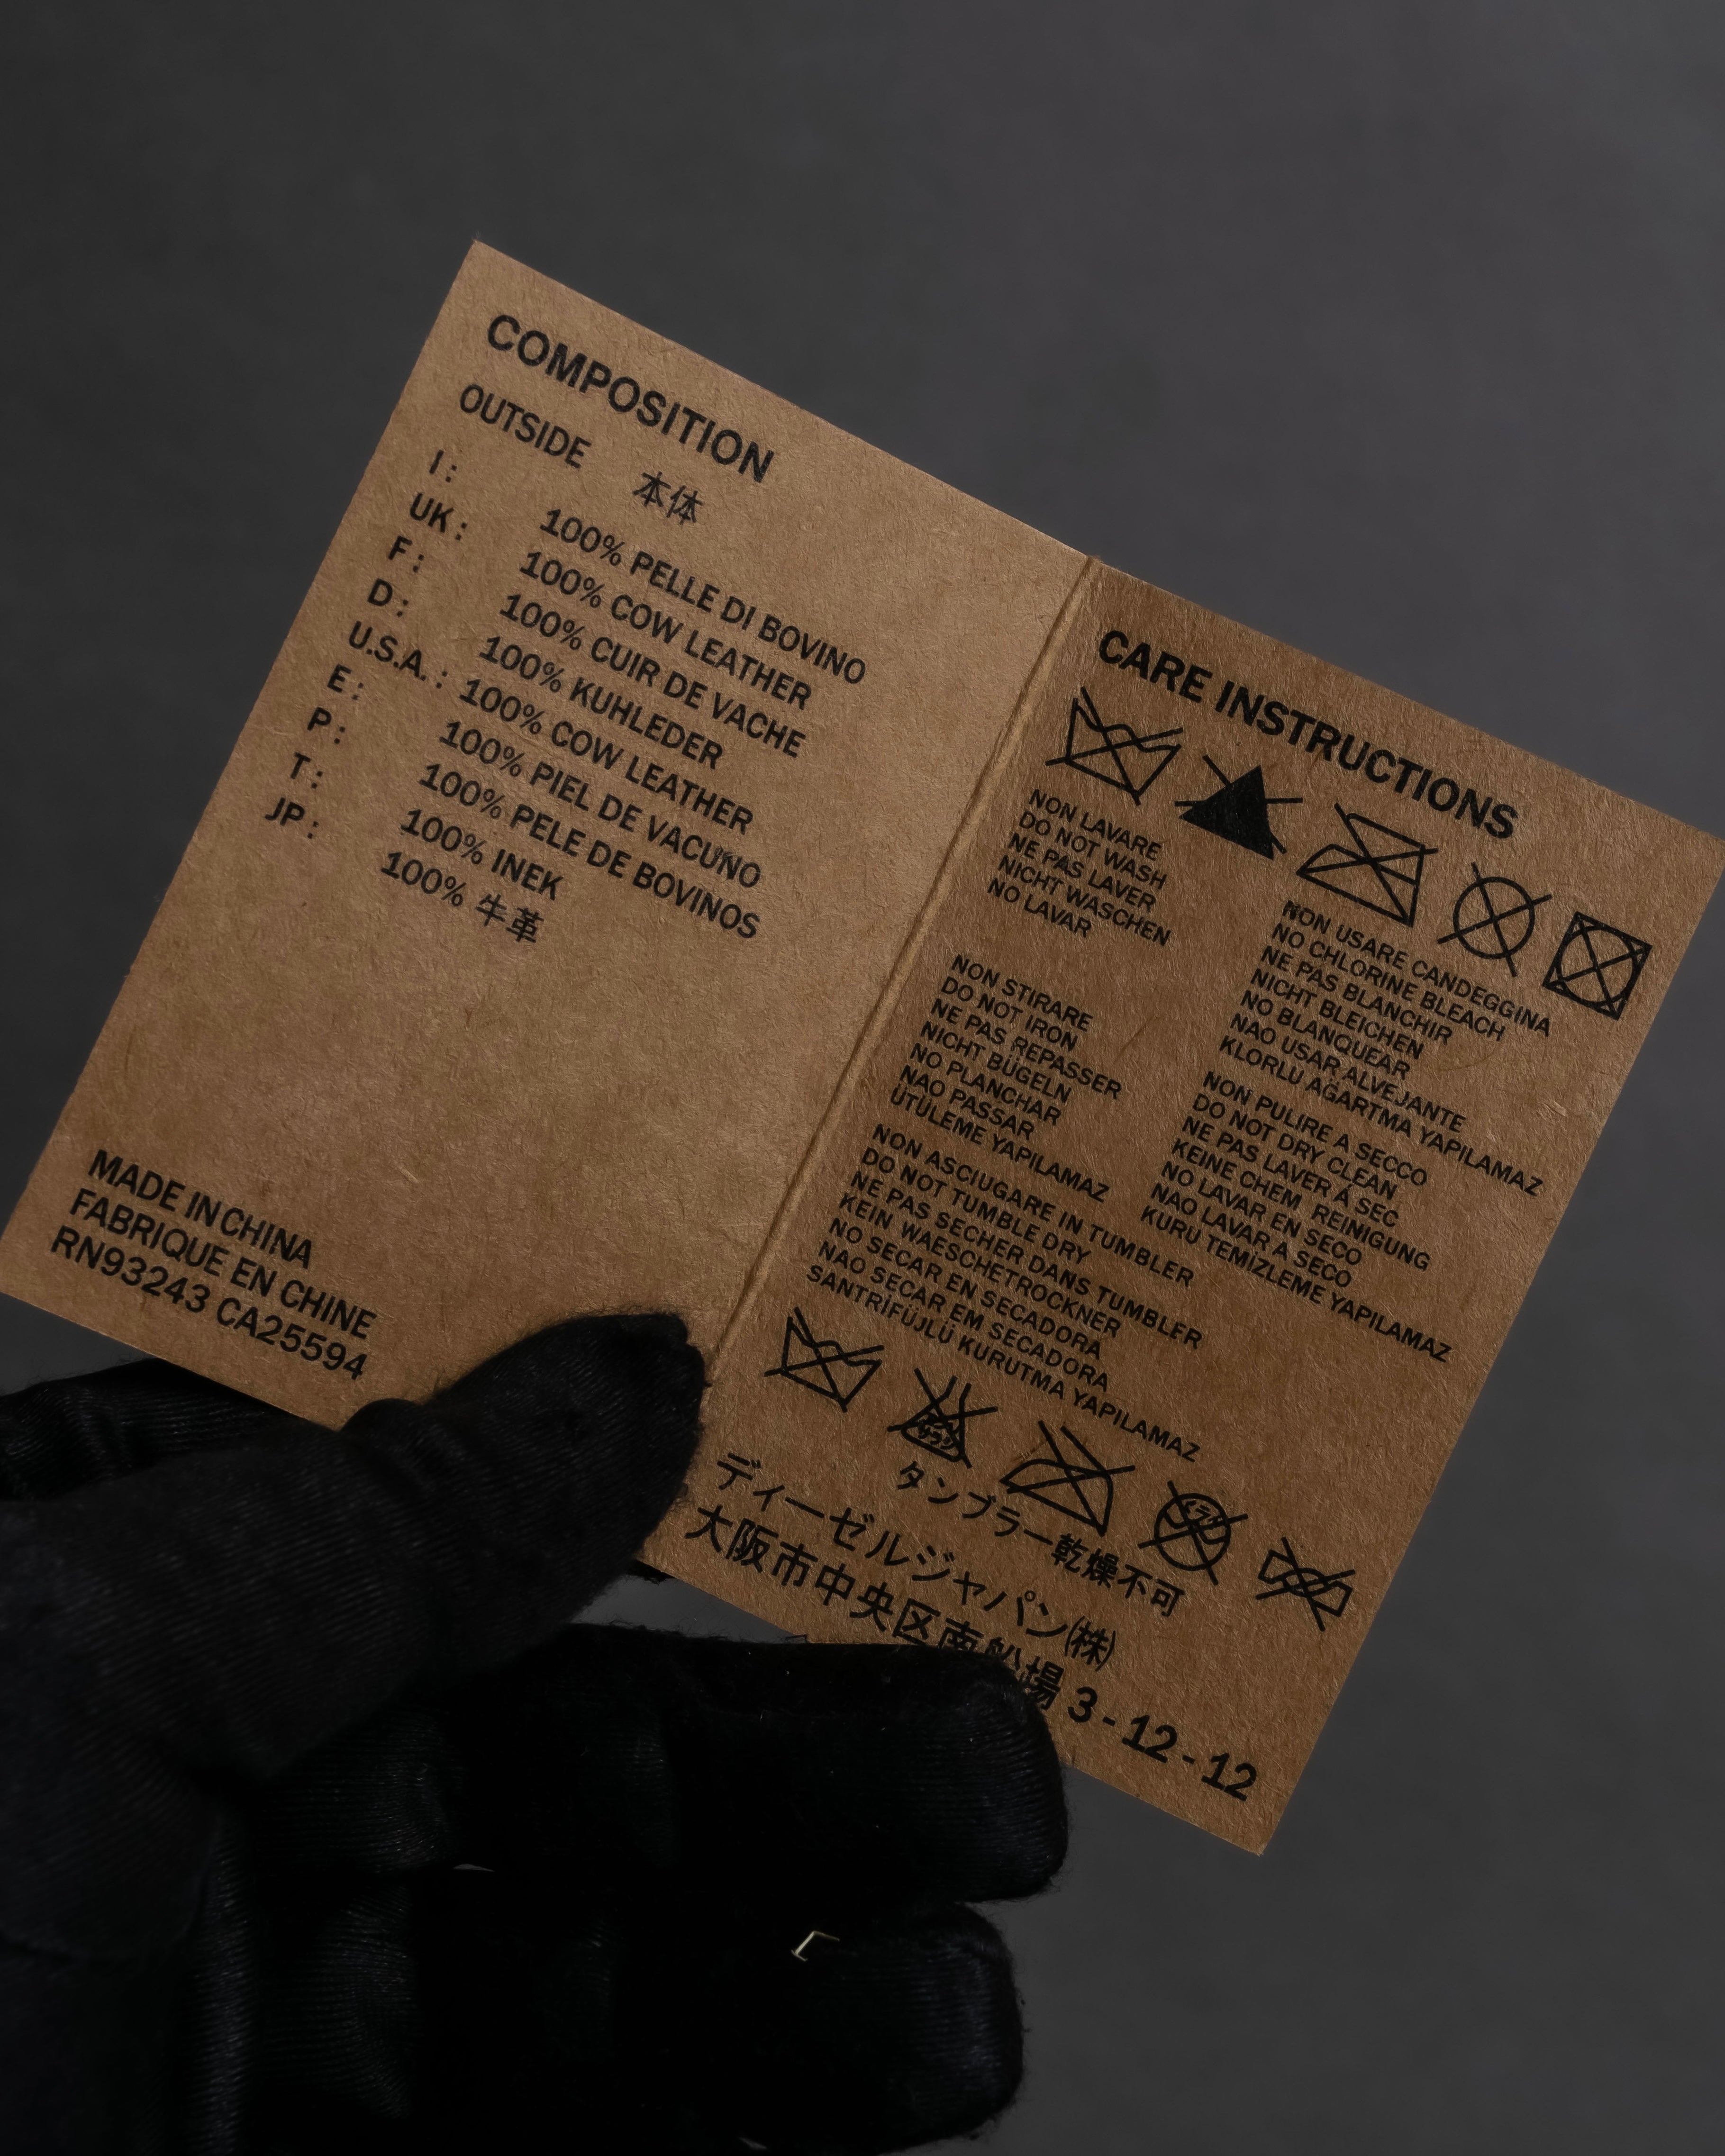 COMPOSITION
OUTSIDE 本体
I : 100% PELLE DI BOVINO
UK : 100% COW LEATHER
F : 100% CUIR DE VACHE
D : 100% KUHLEDER
U.S.A. : 100% COW LEATHER
E : 100% PIEL DE VACUNO
P : 100% PELE DE BOVINOS
T : 100% INEK
JP : 100% 牛革
MADE IN CHINA
FABRIQUE EN CHINE
RN93243 CA25594
CARE INSTRUCTIONS
NON LAVARE
DO NOT WASH
NE PAS LAVER
NICHT WASCHEN
NO LAVAR
NON USARE CANDEGGINA
NO CHLORINE BLEACH
NE PAS BLANCHIR
NICHT BLEICHEN
NO BLANQUEAR
NAO USAR ALVEJANTE
KLORLU AĞARTMA YAPILAMAZ
NON STIRARE
DO NOT IRON
NE PAS REPASSER
NICHT BÜGELN
NO PLANCHAR
NAO PASSAR
ÜTÜLEME YAPILAMAZ
NON PULIRE A SECCO
DO NOT DRY CLEAN
NE PAS LAVER Á SEC
KEINE CHEM REINIGUNG
NO LAVAR EN SECO
NAO LAVAR A SECO
KURU TEMİZLEME YAPILAMAZ
NON ASCIUGARE IN TUMBLER
DO NOT TUMBLE DRY
NE PAS SECHER DANS TUMBLER
KEIN WAESCHETROCKNER
NO SECAR EN SECADORA
NAO SECAR EM SECADORA
SANTRİFÜJLÜ KURUTMA YAPILAMAZ
タンブラー乾燥不可
ディーゼルジャパン㈱
大阪市中央区南船場 3 - 12 - 12